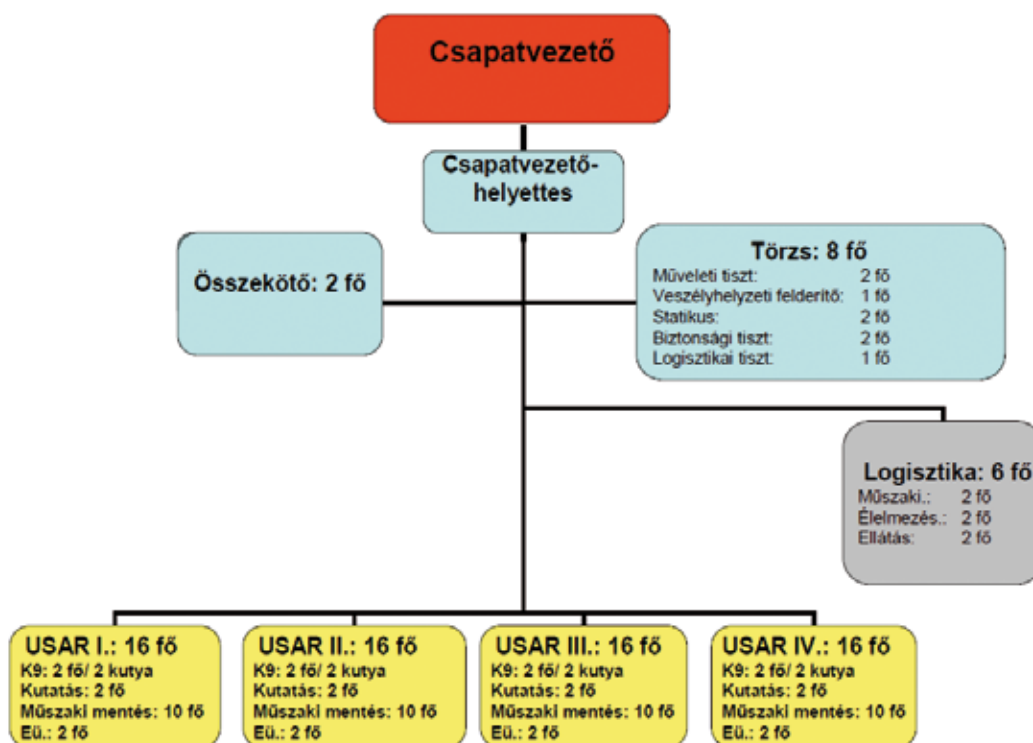 Csapatvezető
Csapatvezető-
helyettes
Összekötő: 2 fő
Törzs: 8 fő
Műveleti tiszt: 2 fő
Veszélyhelyzeti felderítő: 1 fő
Statikus: 2 fő
Biztonsági tiszt: 2 fő
Logisztikai tiszt: 1 fő
Logisztika: 6 fő
Műszaki.: 2 fő
Élelmezés.: 2 fő
Ellátás: 2 fő
USAR I.: 16 fő
K9: 2 fő/ 2 kutya
Kutatás: 2 fő
Műszaki mentés: 10 fő
Eü.: 2 fő
USAR II.: 16 fő
K9: 2 fő/ 2 kutya
Kutatás: 2 fő
Műszaki mentés: 10 fő
Eü.: 2 fő
USAR III.: 16 fő
K9: 2 fő/ 2 kutya
Kutatás: 2 fő
Műszaki mentés: 10 fő
Eü.: 2 fő
USAR IV.: 16 fő
K9: 2 fő/ 2 kutya
Kutatás: 2 fő
Műszaki mentés: 10 fő
Eü.: 2 fő